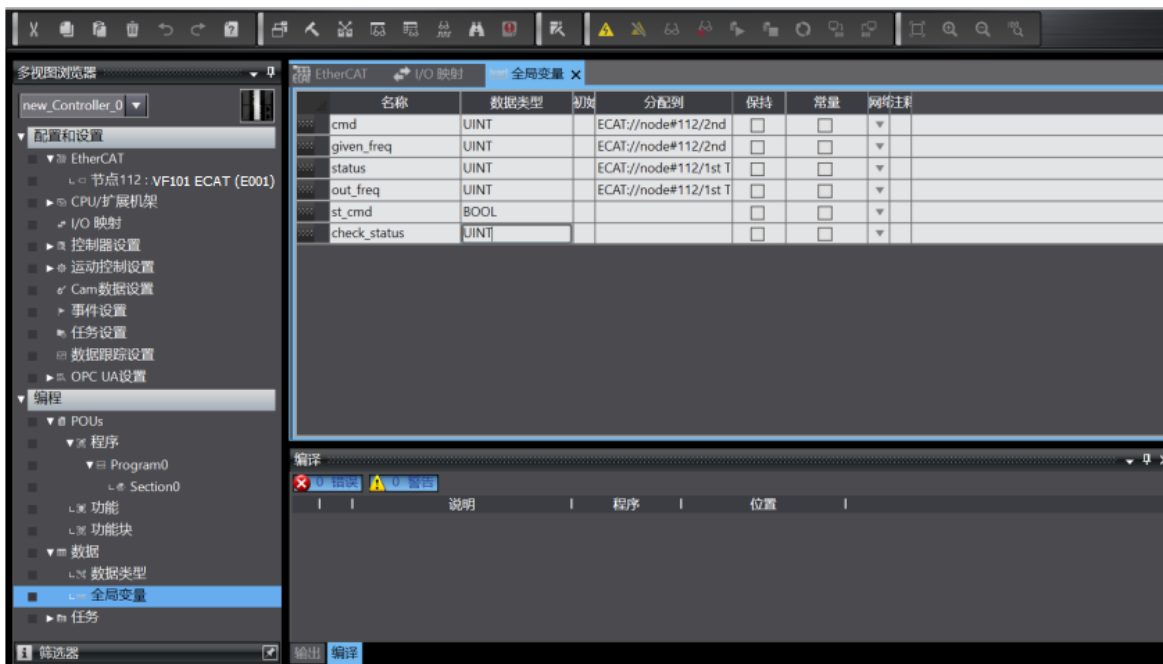 多视图浏览器
new_Controller_0
配置和设置
EtherCAT
节点112 : VF101 ECAT (E001)
CPU/扩展机架
I/O 映射
控制器设置
运动控制设置
Cam数据设置
事件设置
任务设置
数据跟踪设置
OPC UA设置
编程
POUs
程序
Program0
Section0
功能
功能块
数据
数据类型
全局变量
任务
筛选器
EtherCAT I/O 映射 全局变量
名称 数据类型 初始 分配到 保持 常量 网络 注释
cmd UINT ECAT://node#112/2nd
given_freq UINT ECAT://node#112/2nd
status UINT ECAT://node#112/1st T
out_freq UINT ECAT://node#112/1st T
st_cmd BOOL
check_status UINT
编译
0 错误 0 警告
说明 程序 位置
输出 编译